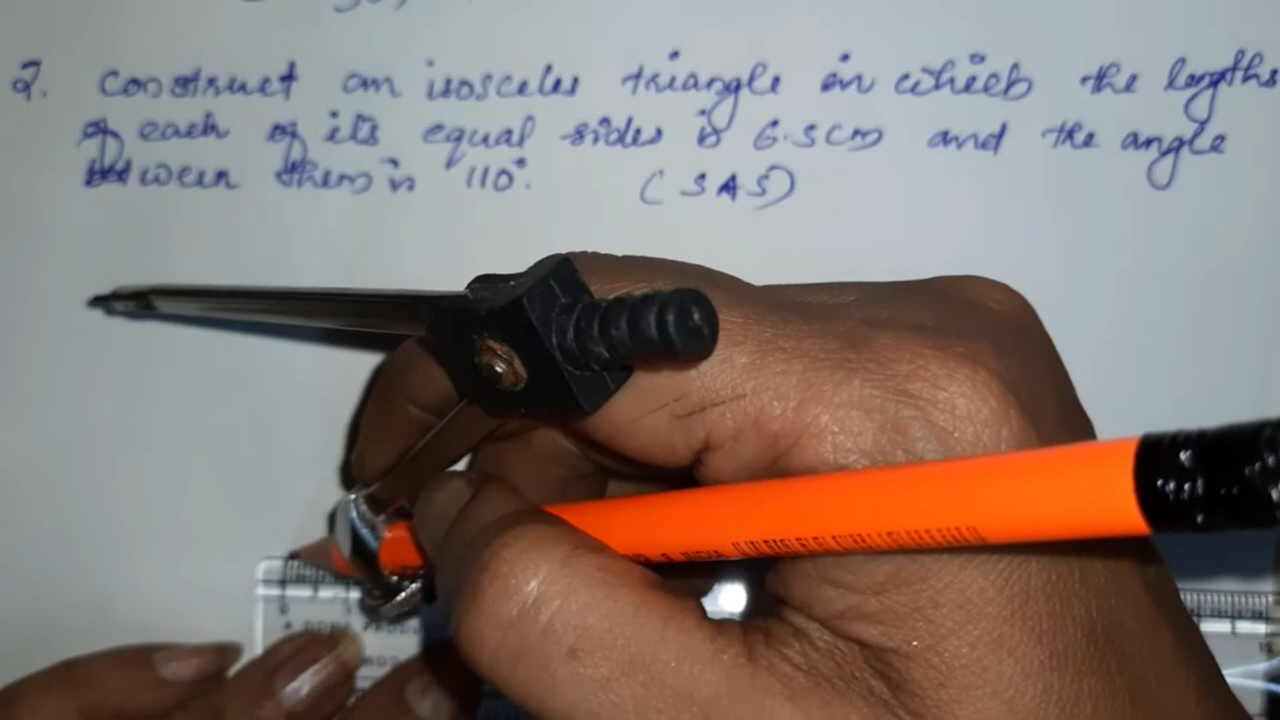 2. Construct an isosceles triangle in which the lengths
of each of its equal sides is 6.5cm and the angle
between them is 110°. (SAS)
INDIA